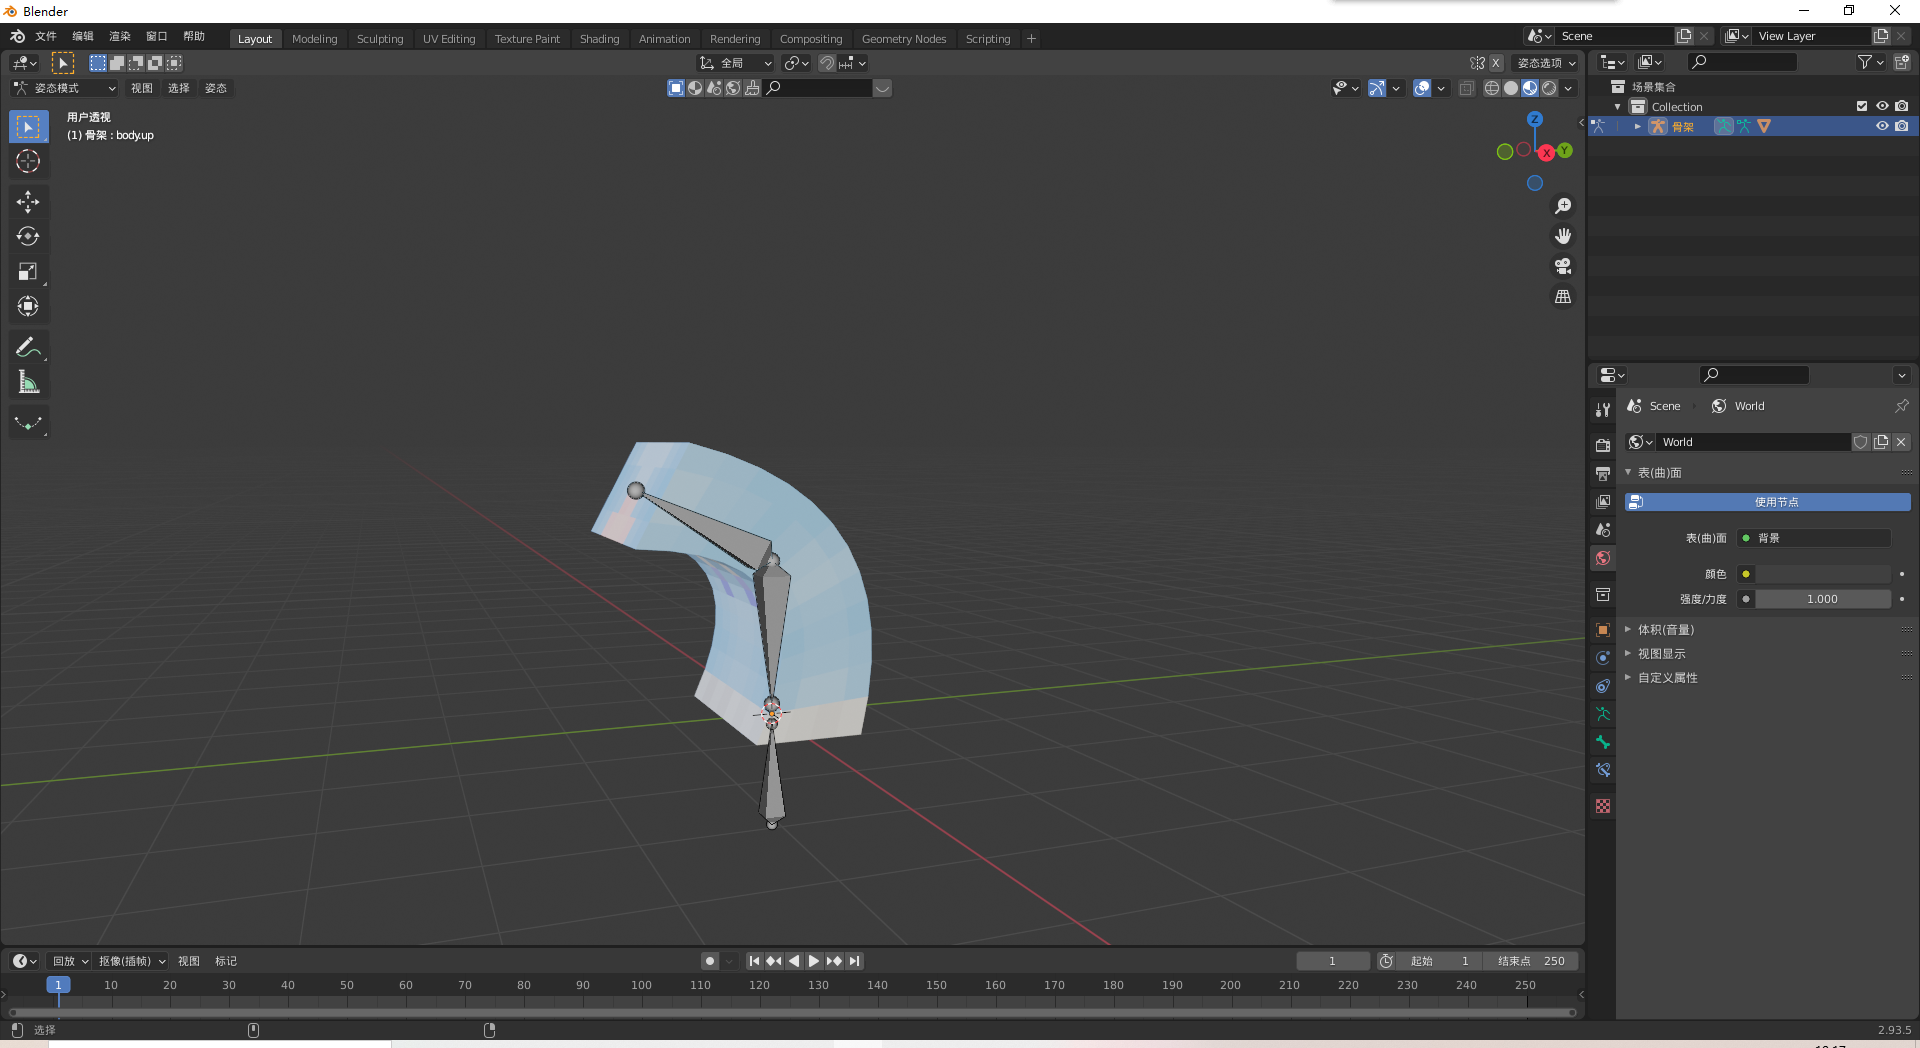 Blender
文件 编辑 渲染 窗口 帮助 Layout Modeling Sculpting UV Editing Texture Paint Shading Animation Rendering Compositing Geometry Nodes Scripting + Scene View Layer
全局 X 姿态选项
姿态模式 视图 选择 姿态
用户透视
(1) 骨架 : body.up
Z
X Y
场景集合
Collection
骨架
Scene World
World
表(曲)面
使用节点
表(曲)面 背景
颜色
强度/力度 1.000
体积(音量)
视图显示
自定义属性
回放 抠像(插帧) 视图 标记 1 起始 1 结束点 250
1 10 20 30 40 50 60 70 80 90 100 110 120 130 140 150 160 170 180 190 200 210 220 230 240 250
选择 2.93.5